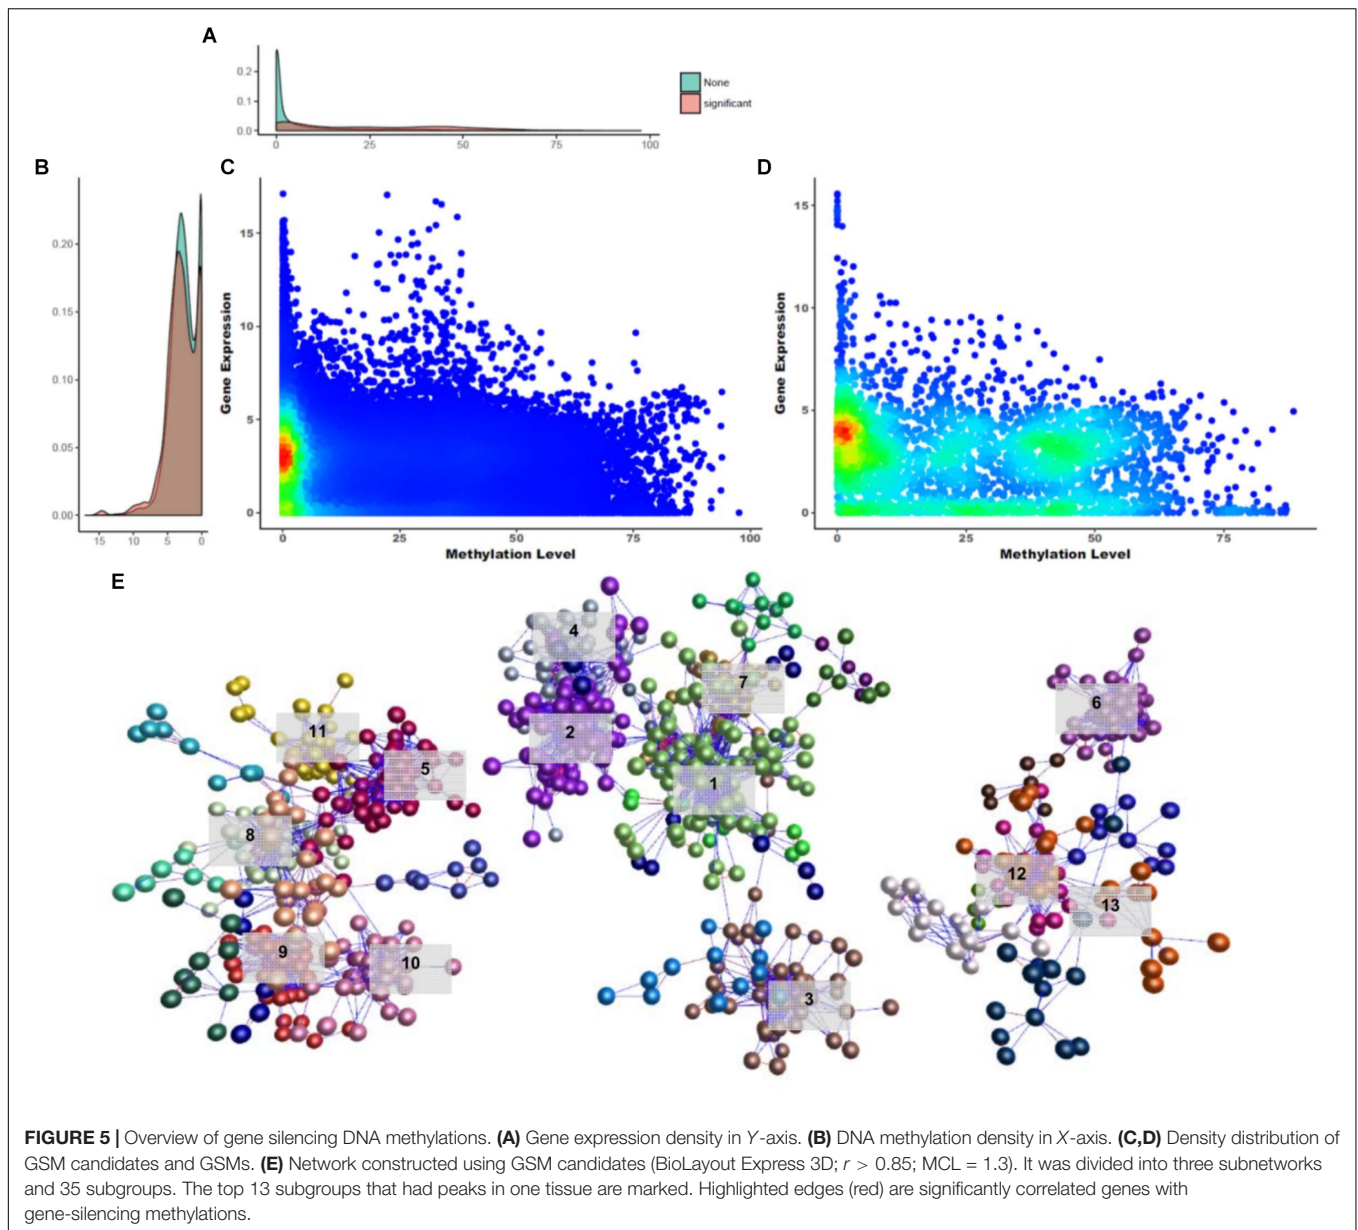 A
0.2
0.1
0.0
0 25 50 75 100
None
significant
B
0.20
0.15
0.10
0.05
0.00
15 10 5 0
C
Gene Expression
15
10
5
0
0 25 50 75 100
Methylation Level
D
Gene Expression
15
10
5
0
0 25 50 75
Methylation Level
E
4
7
6
11
2
5
1
8
12
13
9
10
3
FIGURE 5 | Overview of gene silencing DNA methylations. (A) Gene expression density in Y-axis. (B) DNA methylation density in X-axis. (C,D) Density distribution of
GSM candidates and GSMs. (E) Network constructed using GSM candidates (BioLayout Express 3D; r > 0.85; MCL = 1.3). It was divided into three subnetworks
and 35 subgroups. The top 13 subgroups that had peaks in one tissue are marked. Highlighted edges (red) are significantly correlated genes with
gene-silencing methylations.